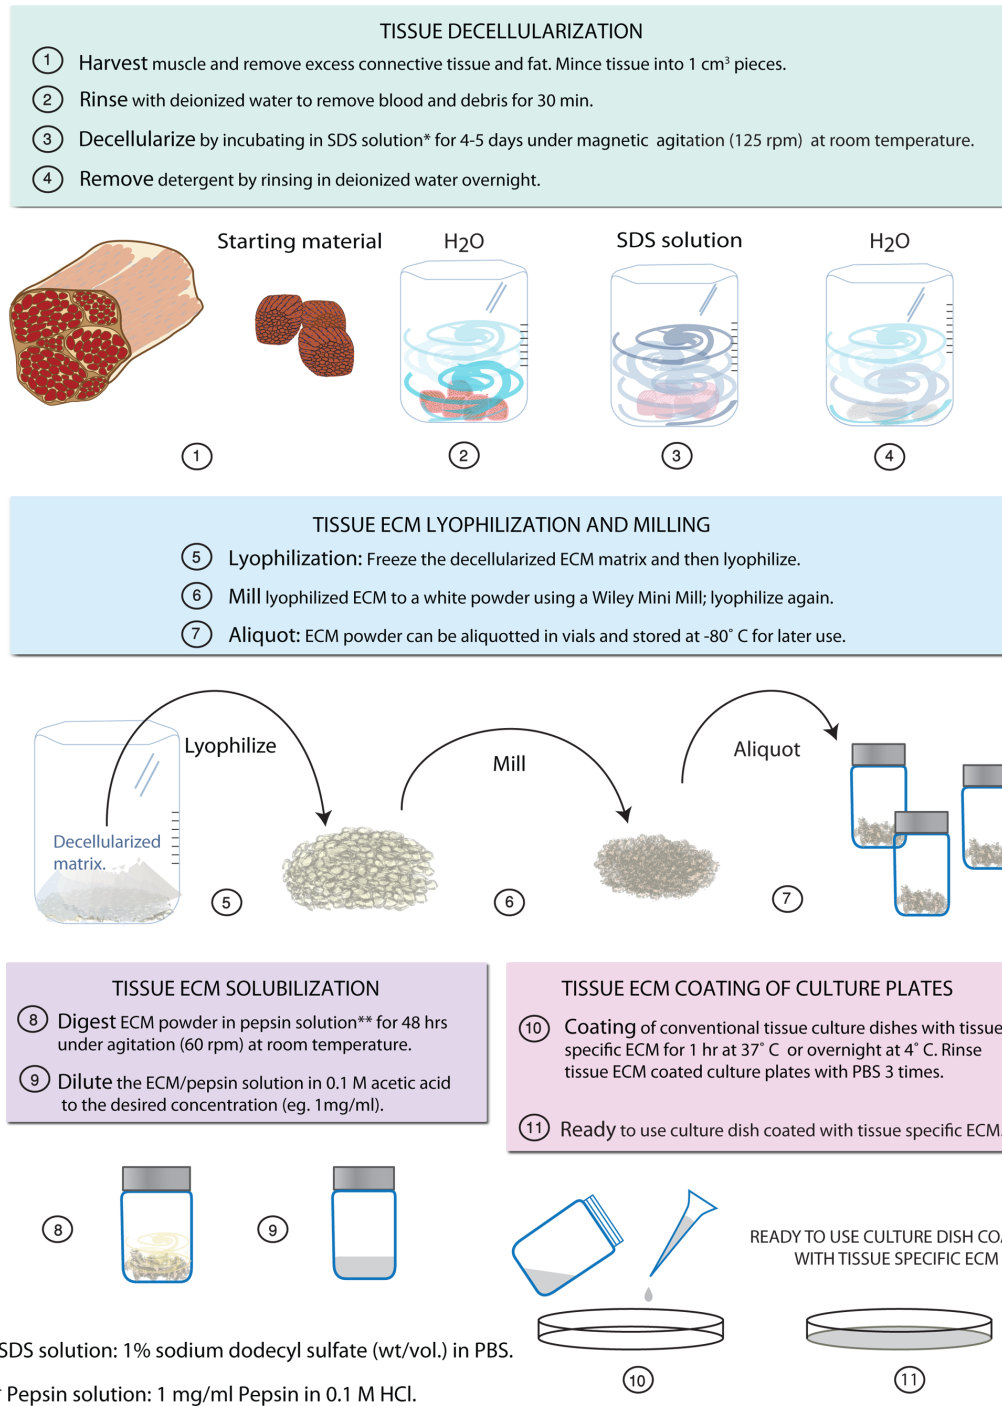 TISSUE DECELLULARIZATION
1 Harvest muscle and remove excess connective tissue and fat. Mince tissue into 1 cm³ pieces.
2 Rinse with deionized water to remove blood and debris for 30 min.
3 Decellularize by incubating in SDS solution* for 4-5 days under magnetic agitation (125 rpm) at room temperature.
4 Remove detergent by rinsing in deionized water overnight.
Starting material
H₂O
SDS solution
H₂O
1
2
3
4
TISSUE ECM LYOPHILIZATION AND MILLING
5 Lyophilization: Freeze the decellularized ECM matrix and then lyophilize.
6 Mill lyophilized ECM to a white powder using a Wiley Mini Mill; lyophilize again.
7 Aliquot: ECM powder can be aliquotted in vials and stored at -80° C for later use.
Lyophilize
Mill
Aliquot
Decellularized
matrix.
5
6
7
TISSUE ECM SOLUBILIZATION
8 Digest ECM powder in pepsin solution** for 48 hrs
under agitation (60 rpm) at room temperature.
9 Dilute the ECM/pepsin solution in 0.1 M acetic acid
to the desired concentration (eg. 1mg/ml).
TISSUE ECM COATING OF CULTURE PLATES
10 Coating of conventional tissue culture dishes with tissue
specific ECM for 1 hr at 37° C or overnight at 4° C. Rinse
tissue ECM coated culture plates with PBS 3 times.
11 Ready to use culture dish coated with tissue specific ECM.
8
9
READY TO USE CULTURE DISH COA
WITH TISSUE SPECIFIC ECM
10
11
SDS solution: 1% sodium dodecyl sulfate (wt/vol.) in PBS.
* Pepsin solution: 1 mg/ml Pepsin in 0.1 M HCl.